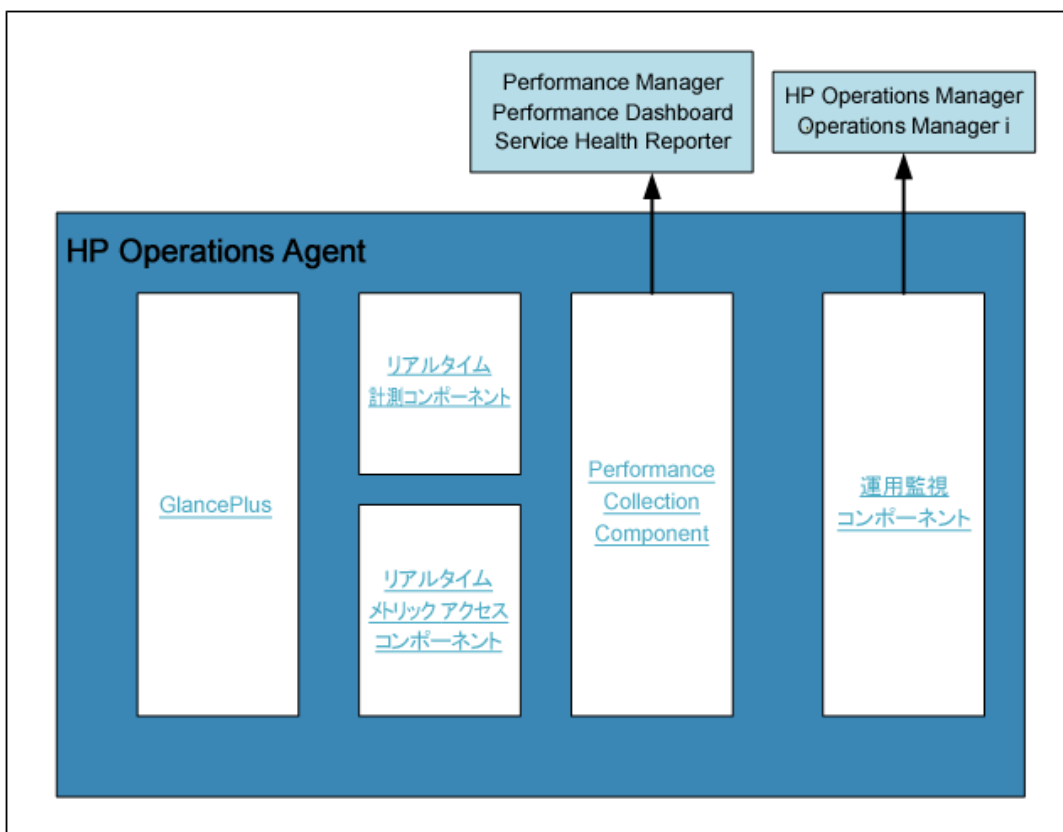 Performance Manager
Performance Dashboard
Service Health Reporter
HP Operations Manager
Operations Manager i
HP Operations Agent
GlancePlus
リアルタイム
計測コンポーネント
リアルタイム
メトリック アクセス
コンポーネント
Performance
Collection
Component
運用監視
コンポーネント